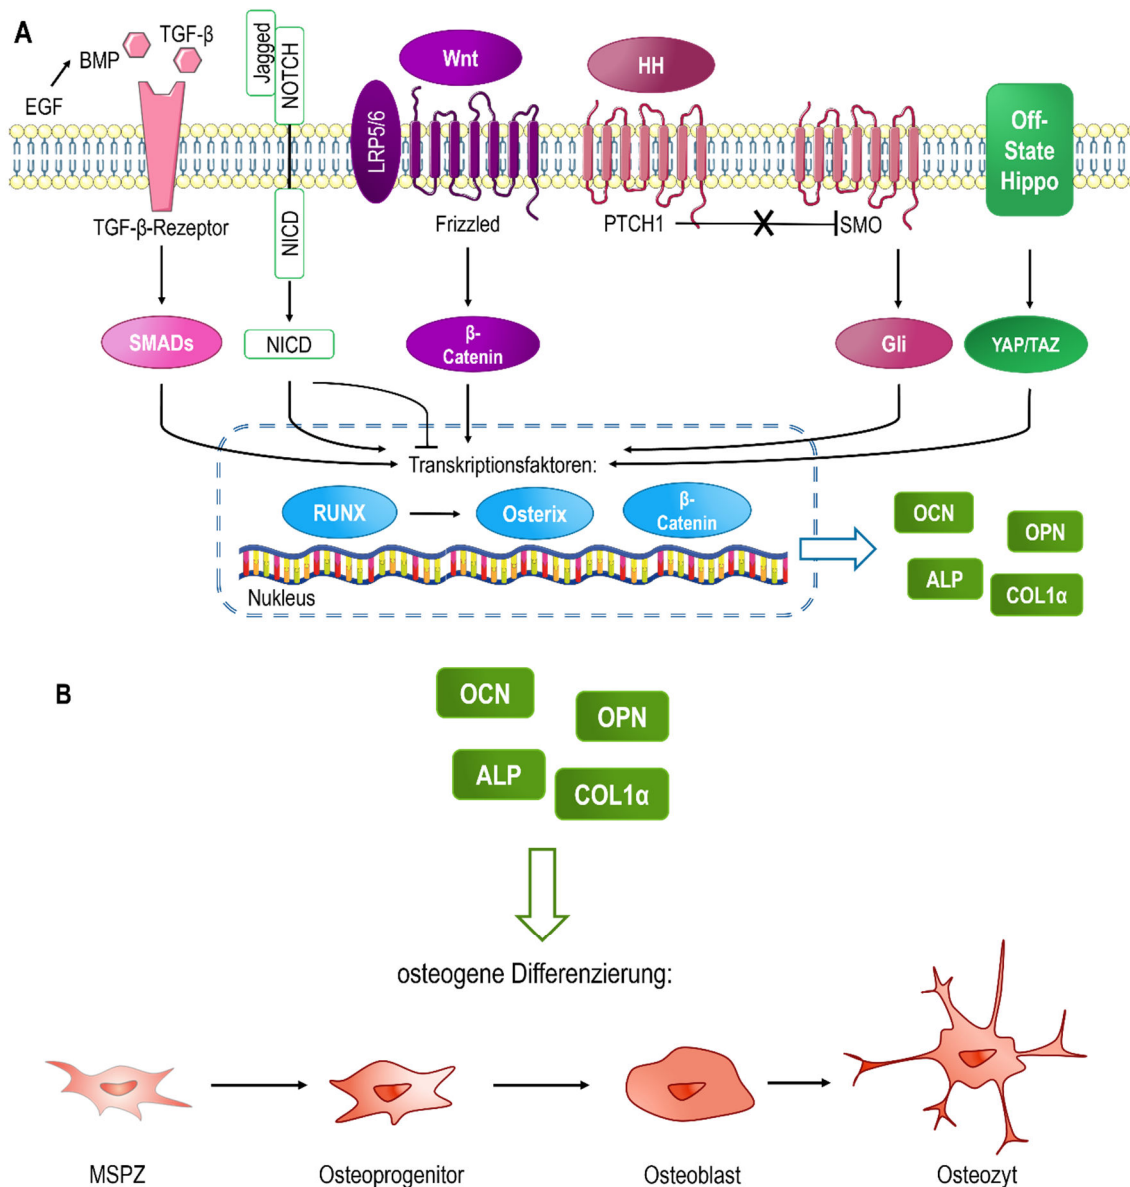 A
TGF-β
BMP
EGF
Jagged
NOTCH
LRP5/6
Wnt
HH
Off-
State
Hippo
TGF-β-Rezeptor
NICD
Frizzled
PTCH1
SMO
SMADs
NICD
β-
Catenin
Gli
YAP/TAZ
Transkriptionsfaktoren:
RUNX
Osterix
β-
Catenin
Nukleus
OCN
OPN
ALP
COL1α
B
OCN
OPN
ALP
COL1α
osteogene Differenzierung:
MSPZ
Osteoprogenitor
Osteoblast
Osteozyt